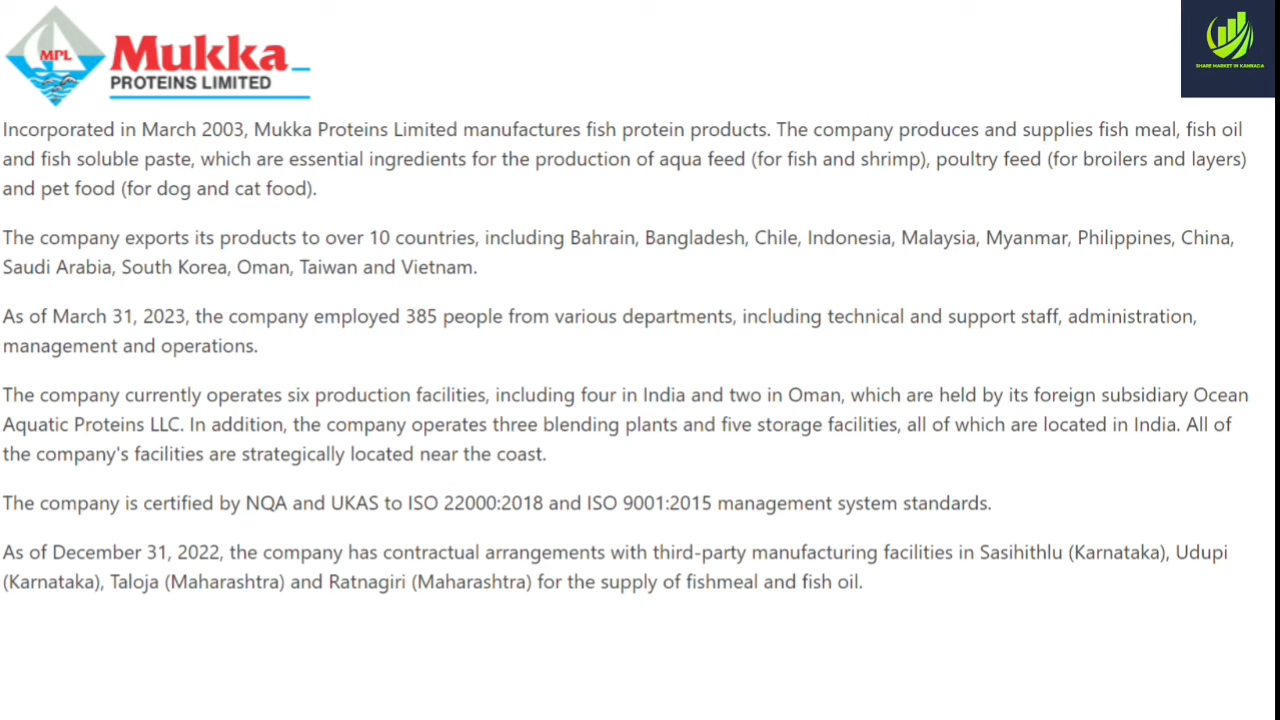 MPL
Mukka
PROTEINS LIMITED
SHARE MARKET IN KANNADA
Incorporated in March 2003, Mukka Proteins Limited manufactures fish protein products. The company produces and supplies fish meal, fish oil
and fish soluble paste, which are essential ingredients for the production of aqua feed (for fish and shrimp), poultry feed (for broilers and layers)
and pet food (for dog and cat food).
The company exports its products to over 10 countries, including Bahrain, Bangladesh, Chile, Indonesia, Malaysia, Myanmar, Philippines, China,
Saudi Arabia, South Korea, Oman, Taiwan and Vietnam.
As of March 31, 2023, the company employed 385 people from various departments, including technical and support staff, administration,
management and operations.
The company currently operates six production facilities, including four in India and two in Oman, which are held by its foreign subsidiary Ocean
Aquatic Proteins LLC. In addition, the company operates three blending plants and five storage facilities, all of which are located in India. All of
the company's facilities are strategically located near the coast.
The company is certified by NQA and UKAS to ISO 22000:2018 and ISO 9001:2015 management system standards.
As of December 31, 2022, the company has contractual arrangements with third-party manufacturing facilities in Sasihithlu (Karnataka), Udupi
(Karnataka), Taloja (Maharashtra) and Ratnagiri (Maharashtra) for the supply of fishmeal and fish oil.